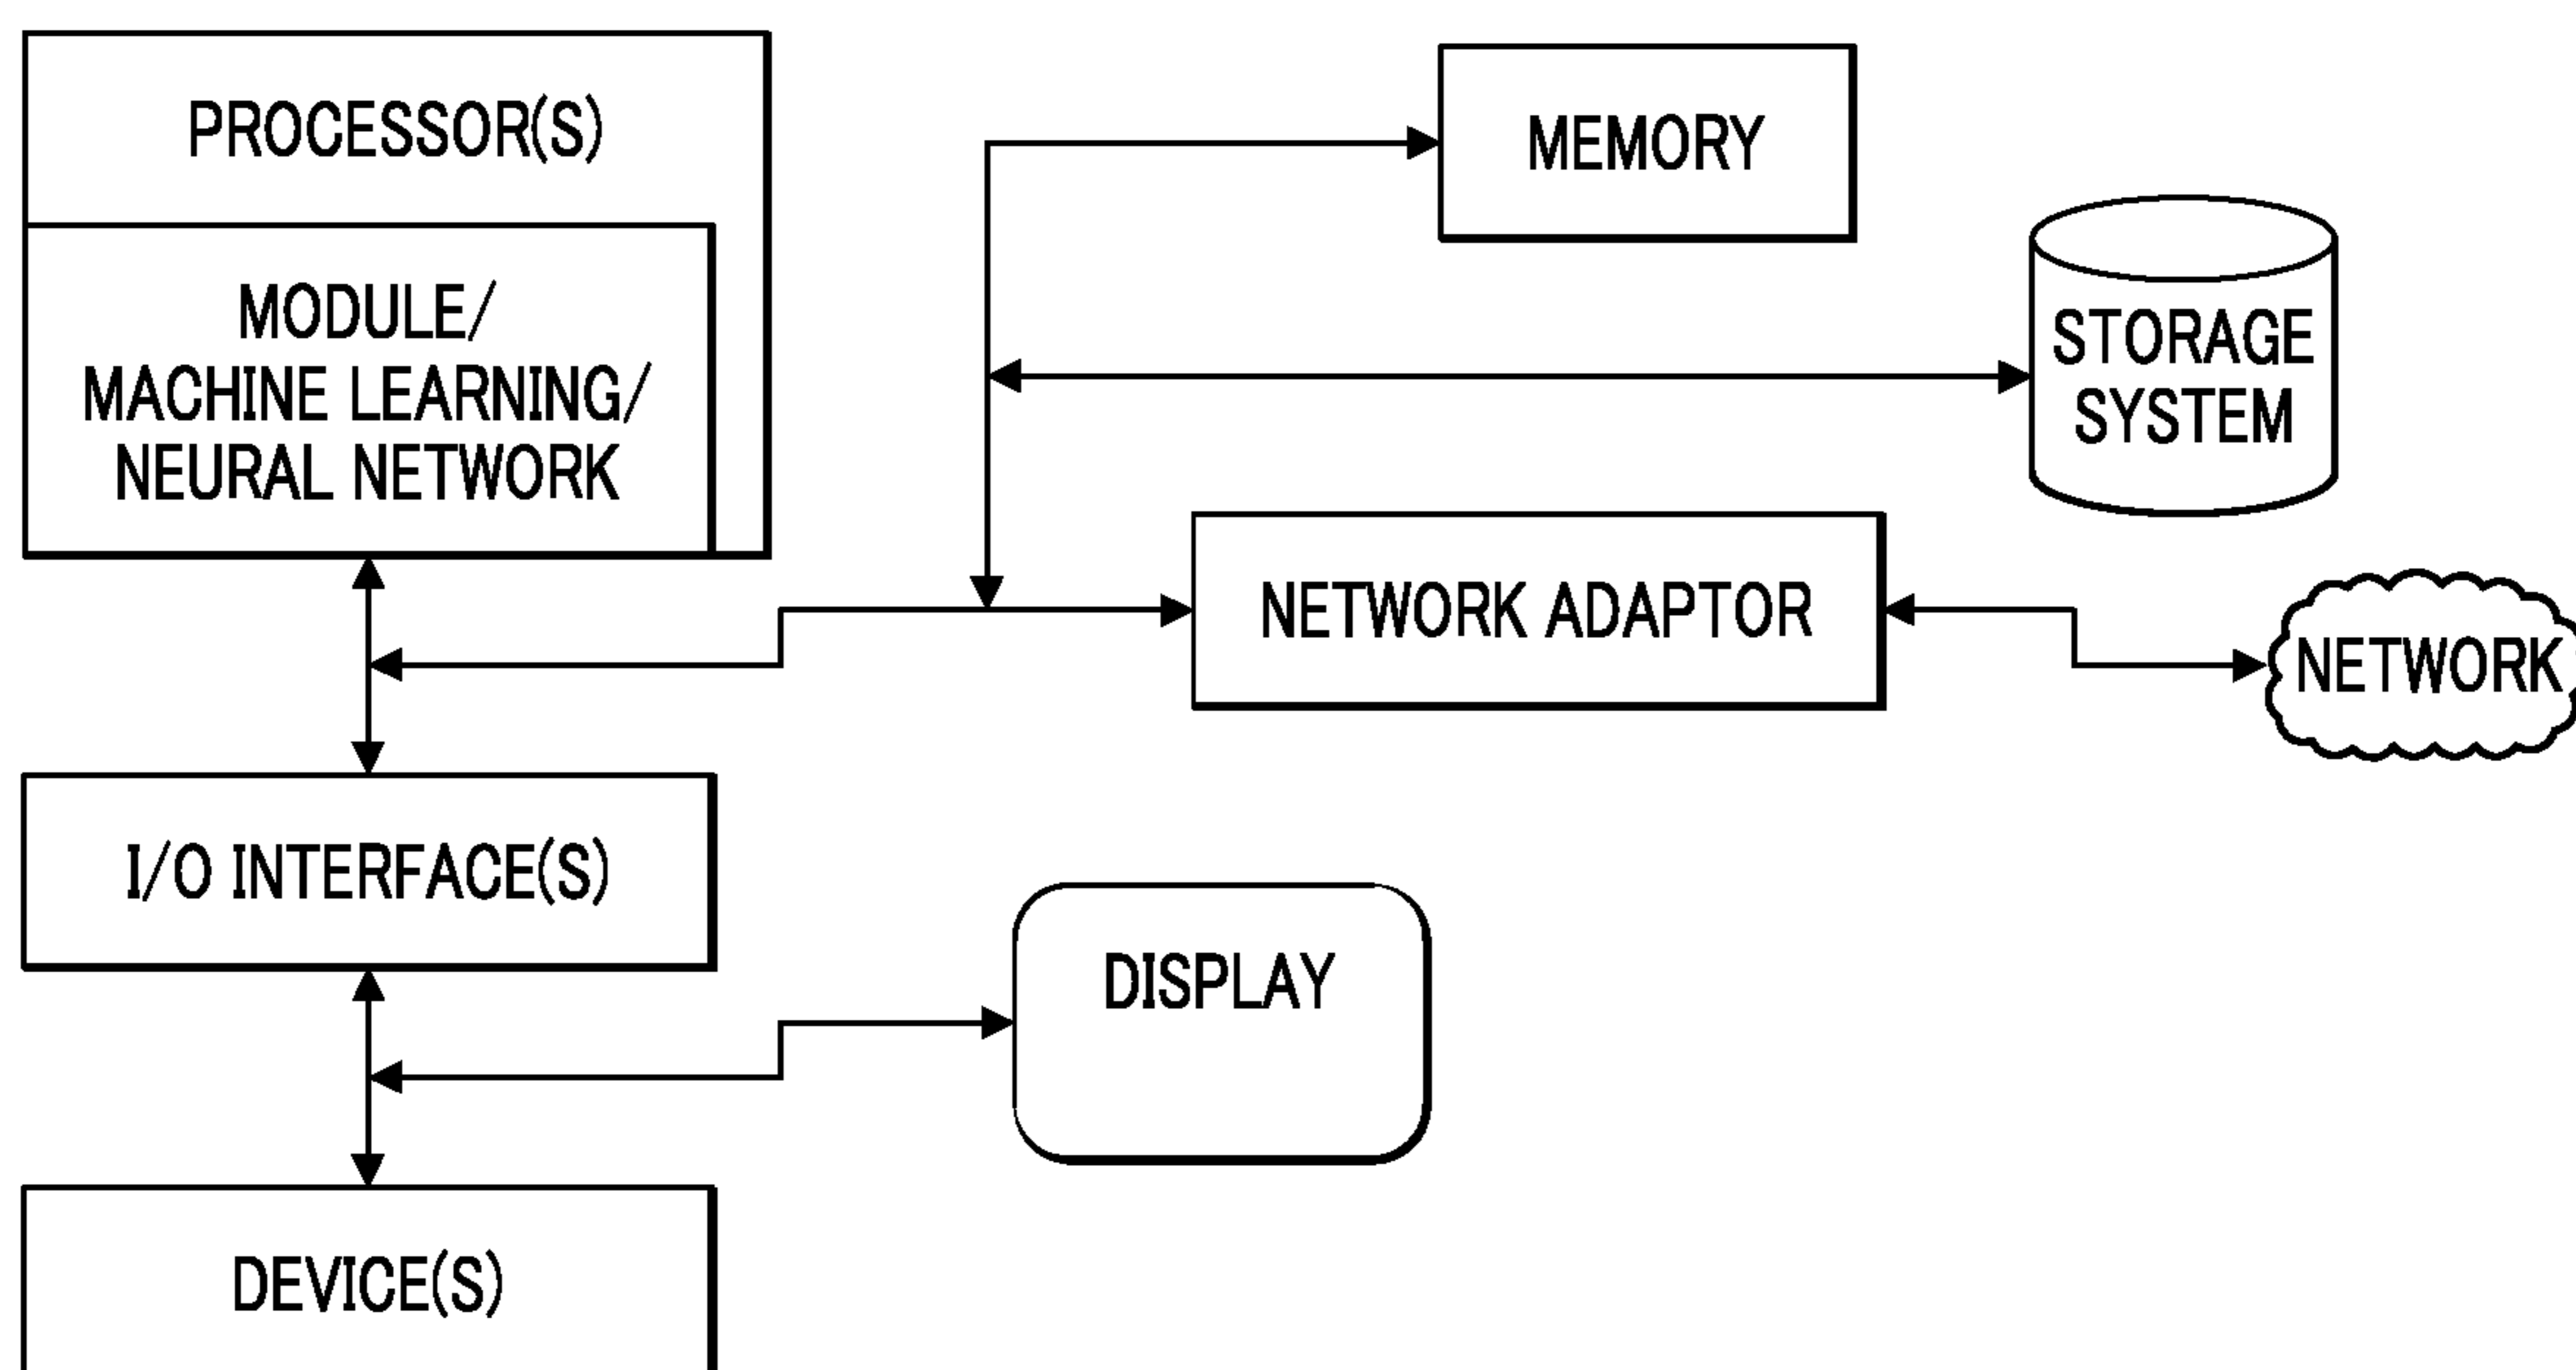 PROCESSOR(S)
MODULE/
MACHINE LEARNING/
NEURAL NETWORK
MEMORY
STORAGE
SYSTEM
NETWORK ADAPTOR
NETWORK
I/O INTERFACE(S)
DISPLAY
DEVICE(S)